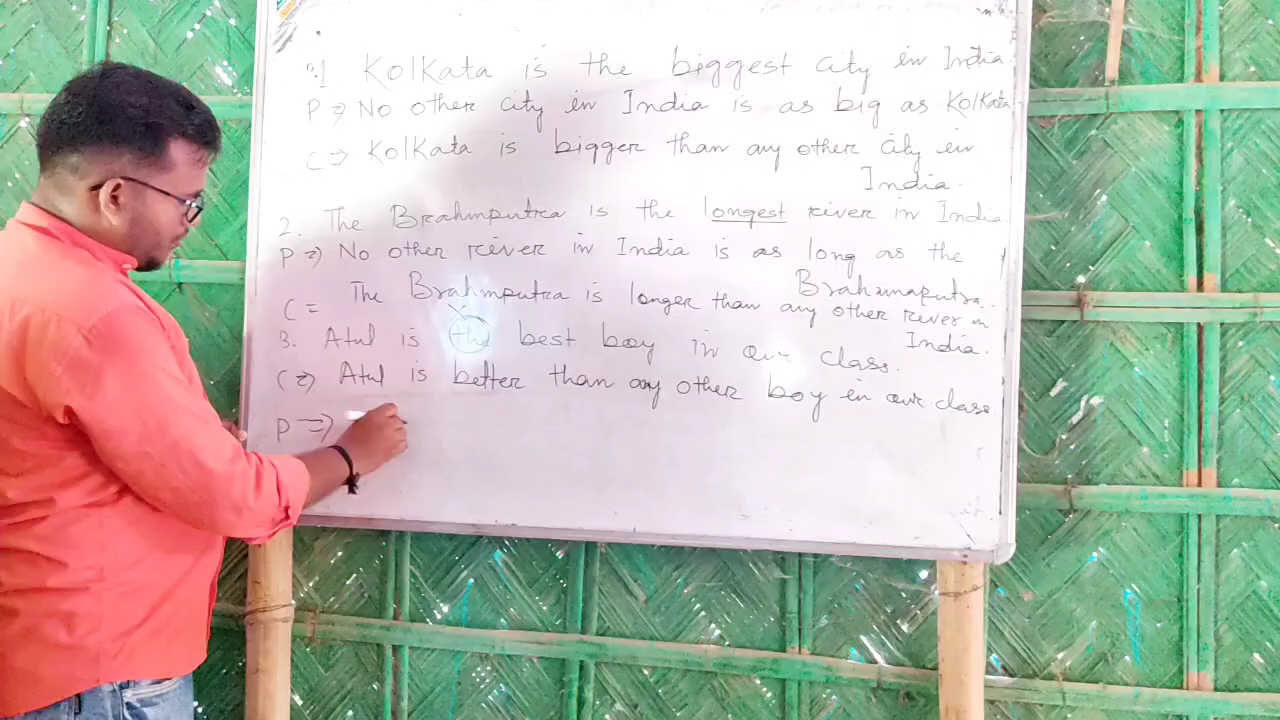 1 Kolkata is the biggest city in India.
P ⇒ No other city in India is as big as Kolkata
C ⇒ Kolkata is bigger than any other city in
India.
2. The Brahmputra is the longest river in India
P ⇒ No other river in India is as long as the
Brahmaputra.
C = The Brahmputra is longer than any other river in
India.
3. Atul is the best boy in our class.
C ⇒ Atul is better than any other boy in our class
P ⇒